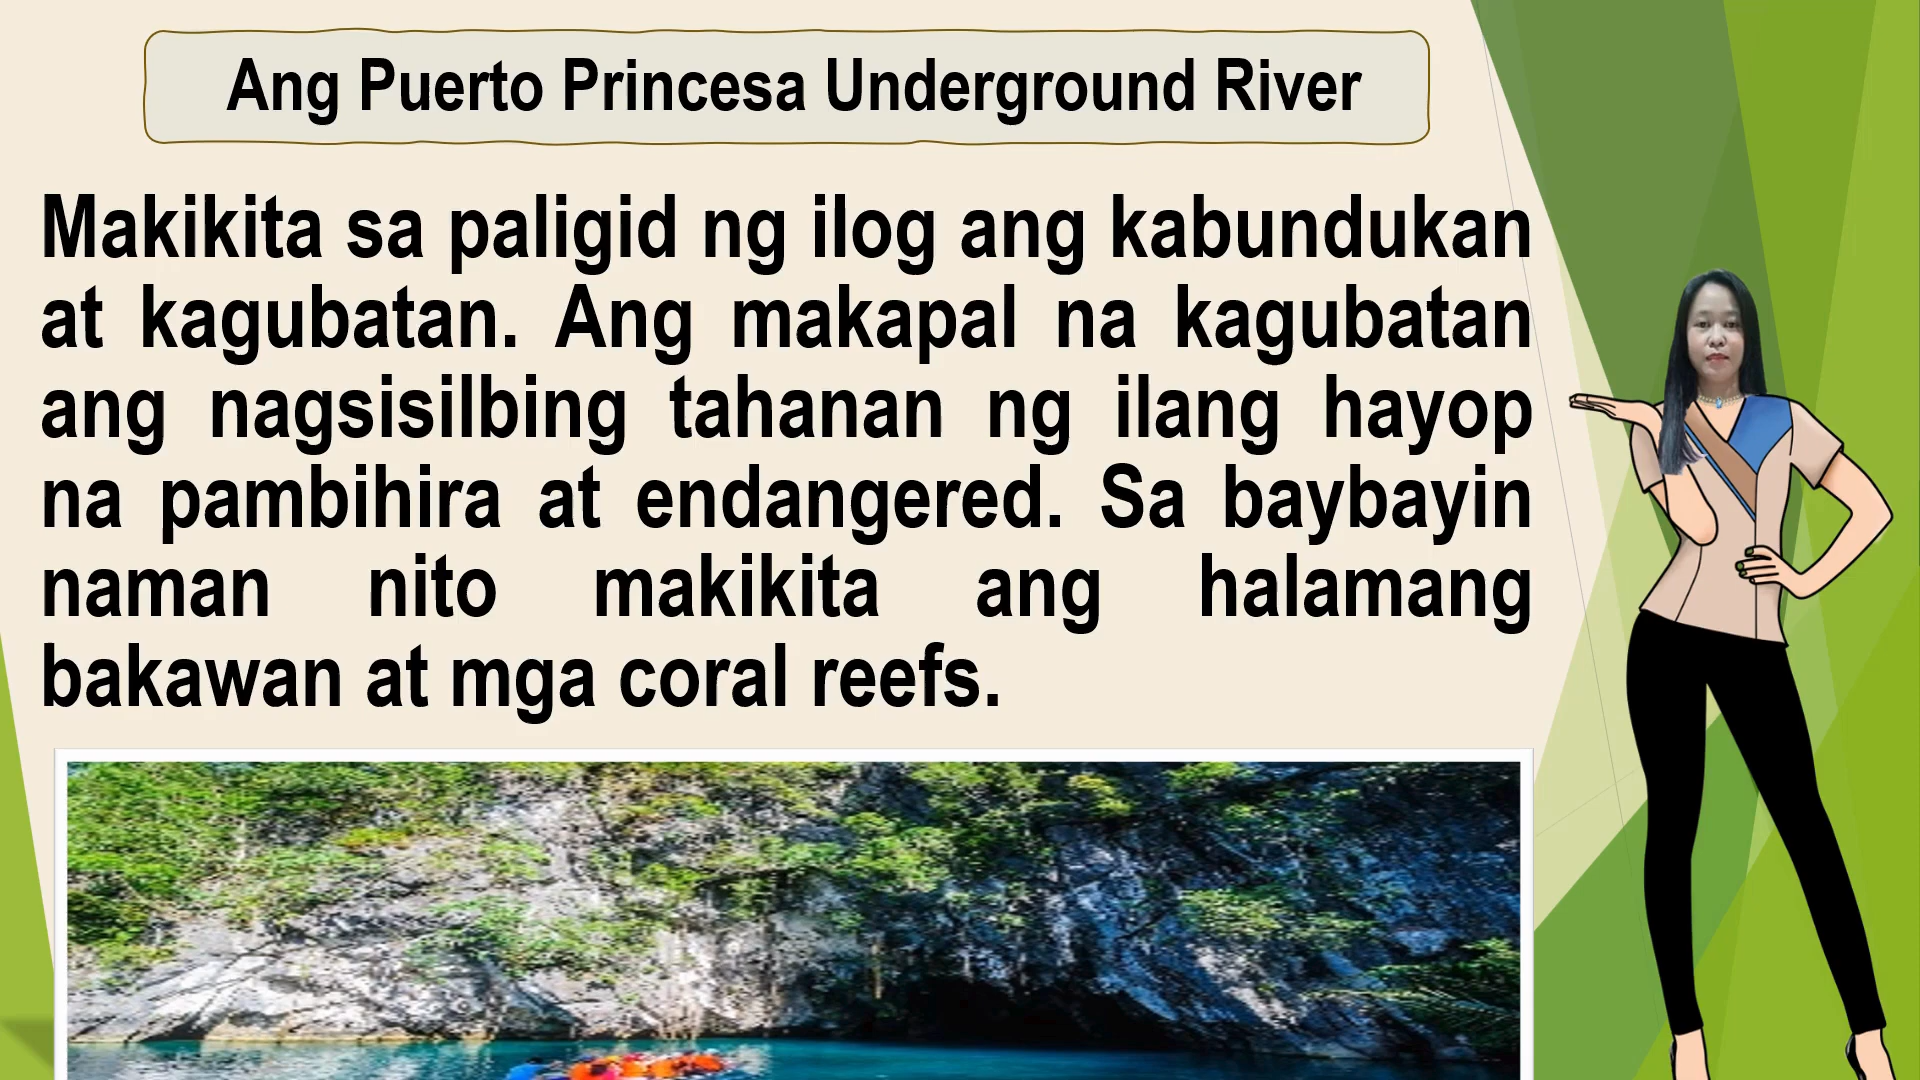 Ang Puerto Princesa Underground River
Makikita sa paligid ng ilog ang kabundukan
at kagubatan. Ang makapal na kagubatan
ang nagsisilbing tahanan ng ilang hayop
na pambihira at endangered. Sa baybayin
naman nito makikita ang halamang
bakawan at mga coral reefs.